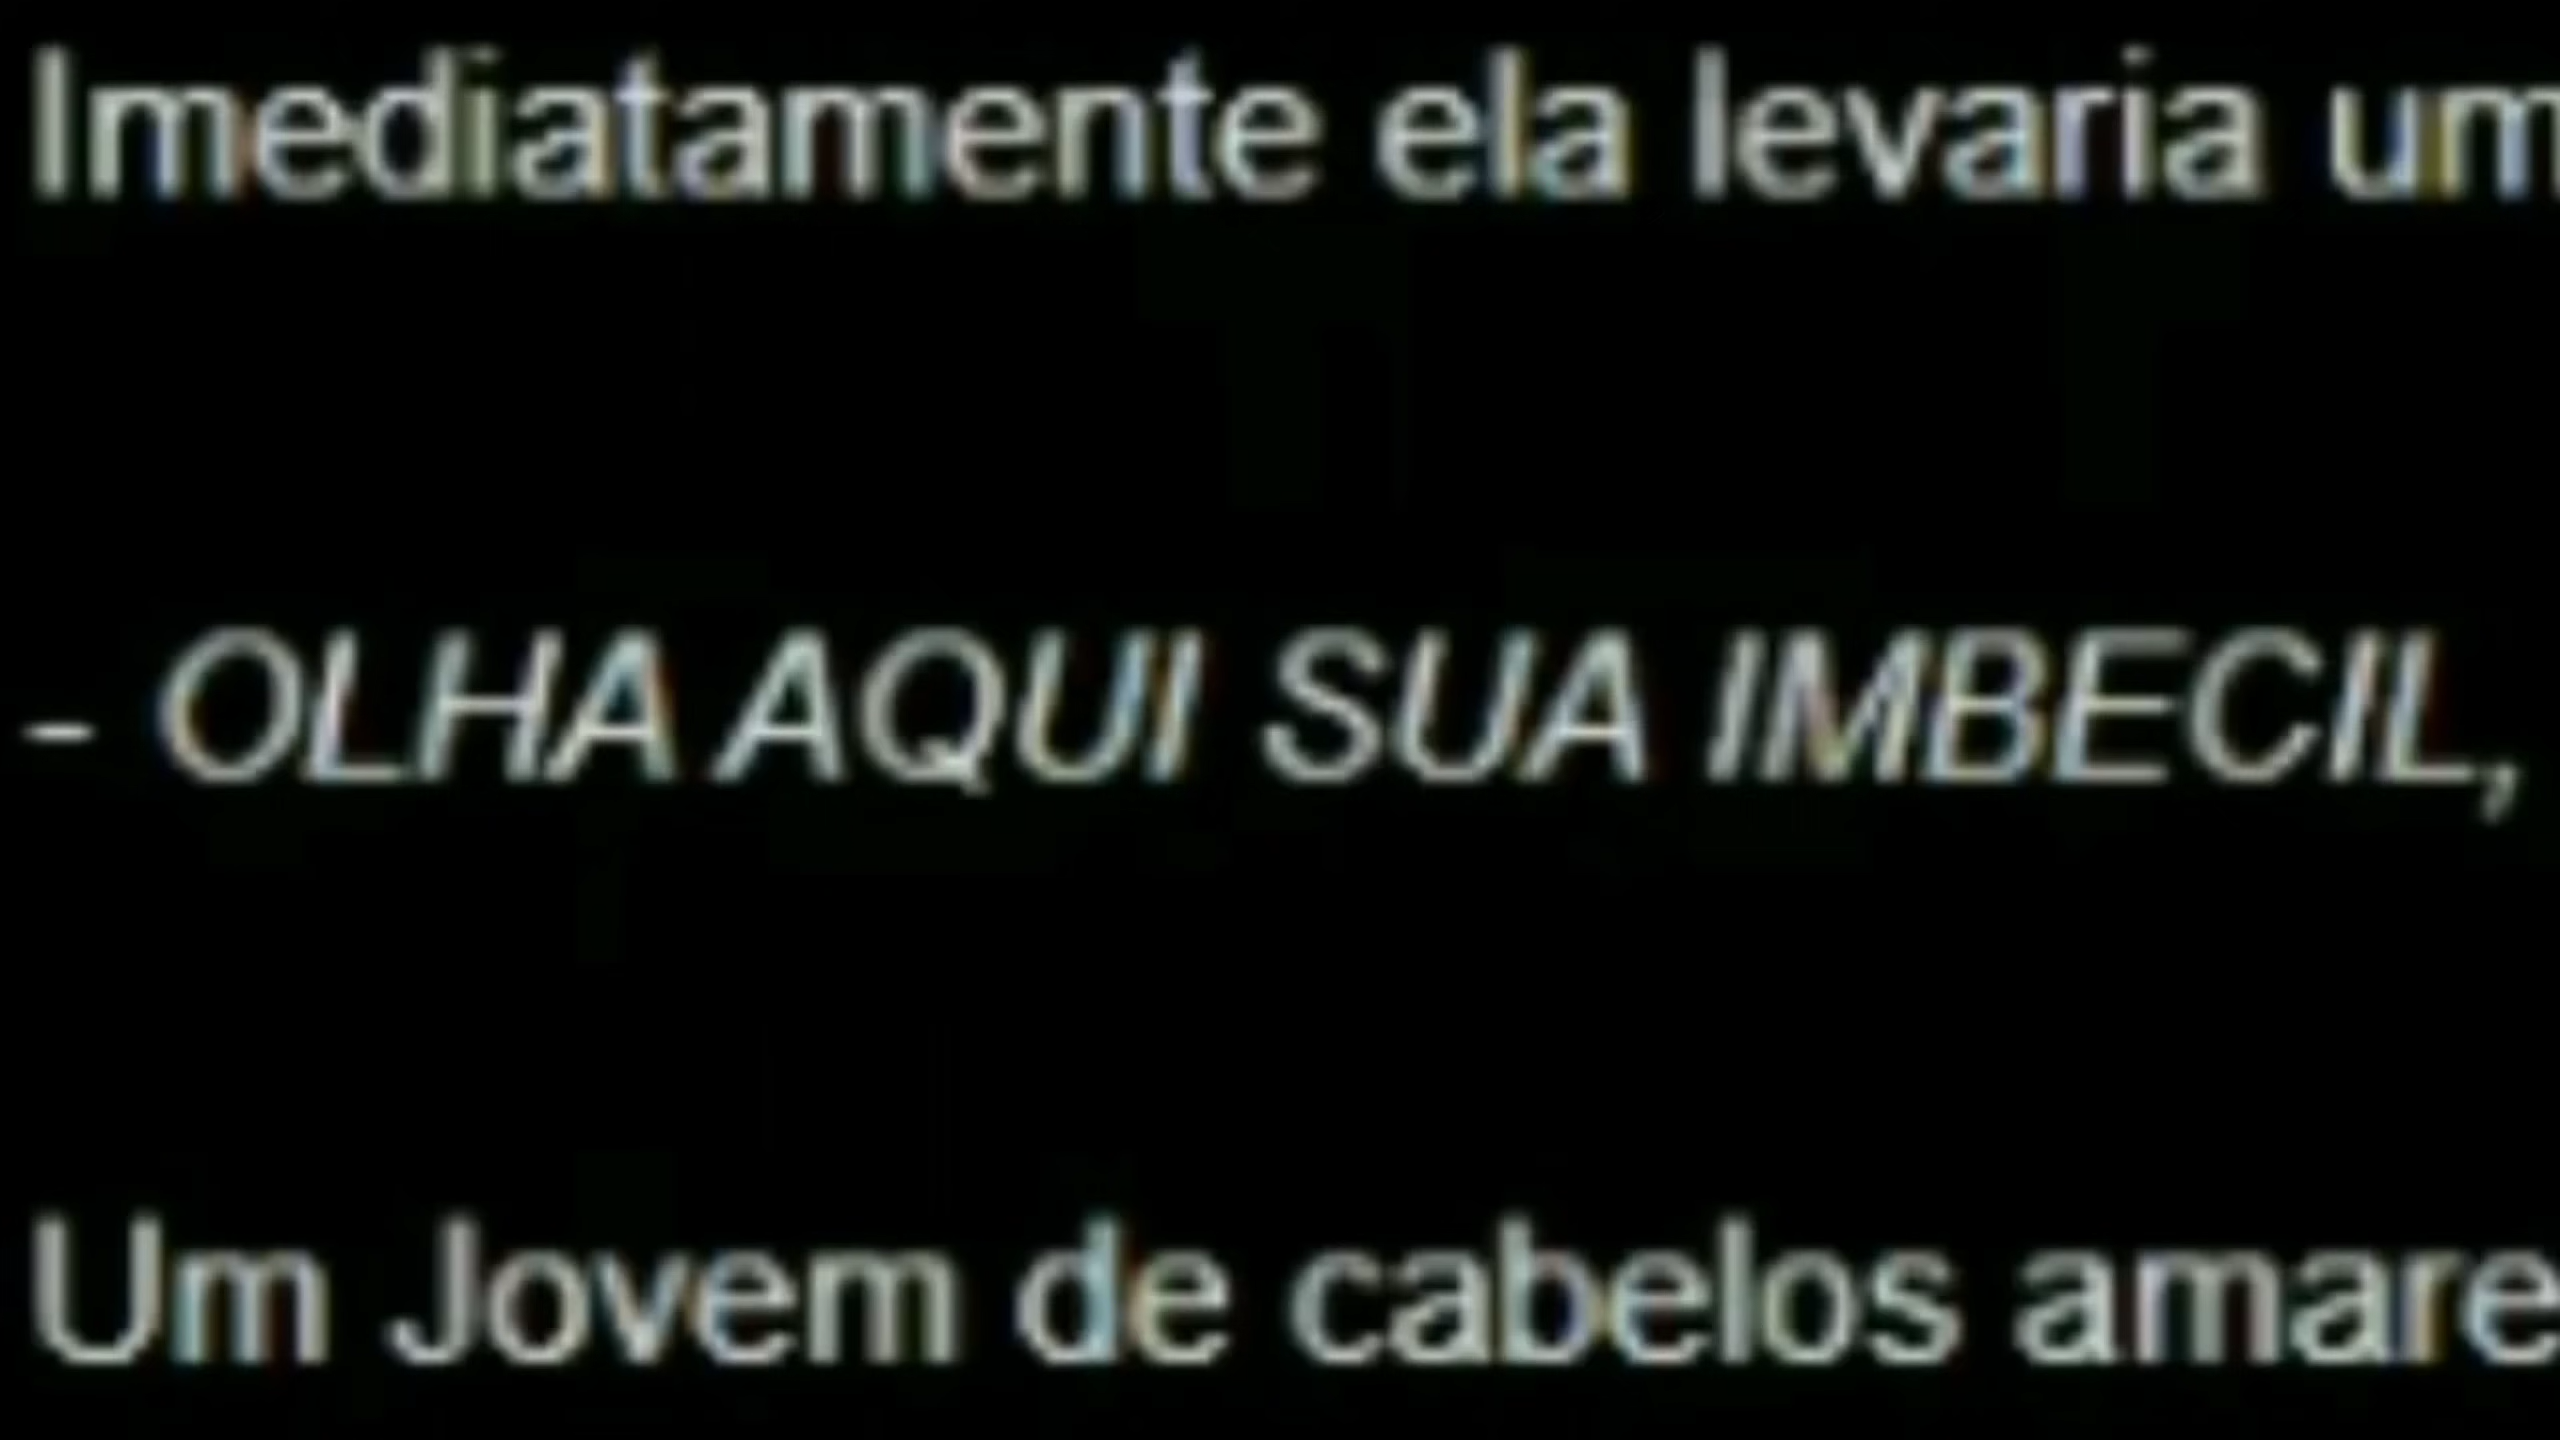 Imediatamente ela levaria um
- OLHA AQUI SUA IMBECIL,
Um Jovem de cabelos amare